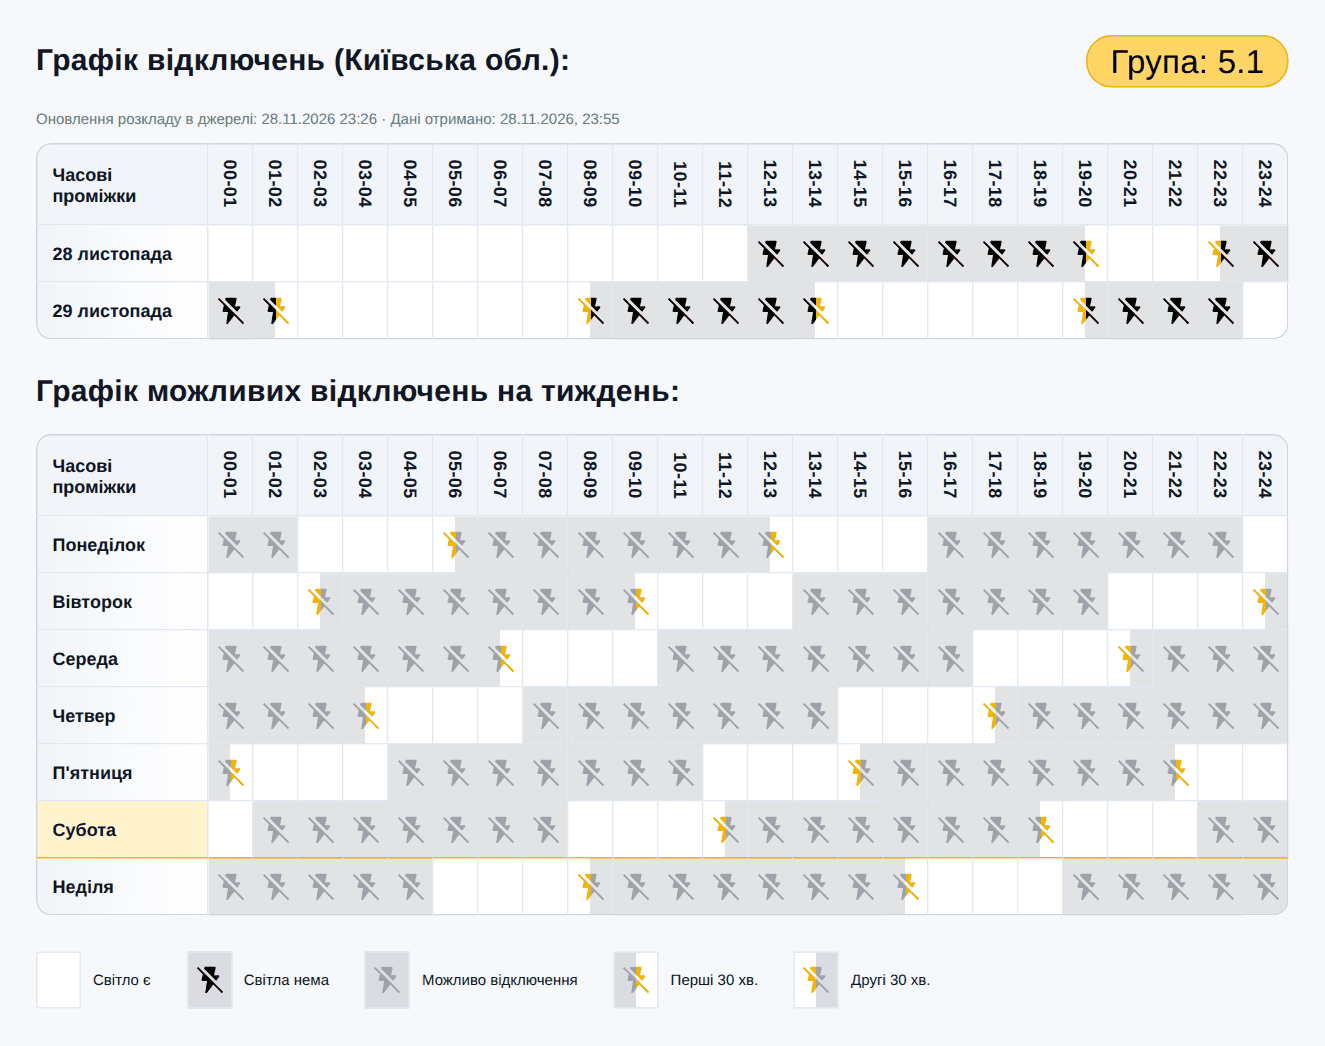 Графік відключень (Київська обл.):
Група: 5.1
Оновлення розкладу в джерелі: 28.11.2026 23:26 · Дані отримано: 28.11.2026, 23:55
Часові проміжки 00-01 01-02 02-03 03-04 04-05 05-06 06-07 07-08 08-09 09-10 10-11 11-12 12-13 13-14 14-15 15-16 16-17 17-18 18-19 19-20 20-21 21-22 22-23 23-24
28 листопада
29 листопада
Графік можливих відключень на тиждень:
Часові проміжки 00-01 01-02 02-03 03-04 04-05 05-06 06-07 07-08 08-09 09-10 10-11 11-12 12-13 13-14 14-15 15-16 16-17 17-18 18-19 19-20 20-21 21-22 22-23 23-24
Понеділок
Вівторок
Середа
Четвер
П'ятниця
Субота
Неділя
Світло є Світла нема Можливо відключення Перші 30 хв. Другі 30 хв.